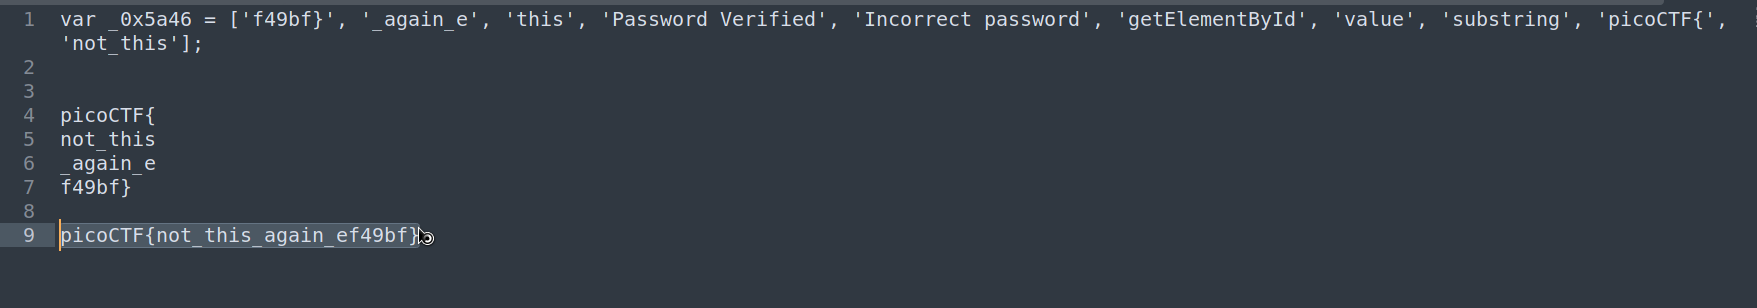 1 var _0x5a46 = ['f49bf}', '_again_e', 'this', 'Password Verified', 'Incorrect password', 'getElementById', 'value', 'substring', 'picoCTF{',
'not_this'];
2
3
4 picoCTF{
5 not_this
6 _again_e
7 f49bf}
8
9 picoCTF{not_this_again_ef49bf}